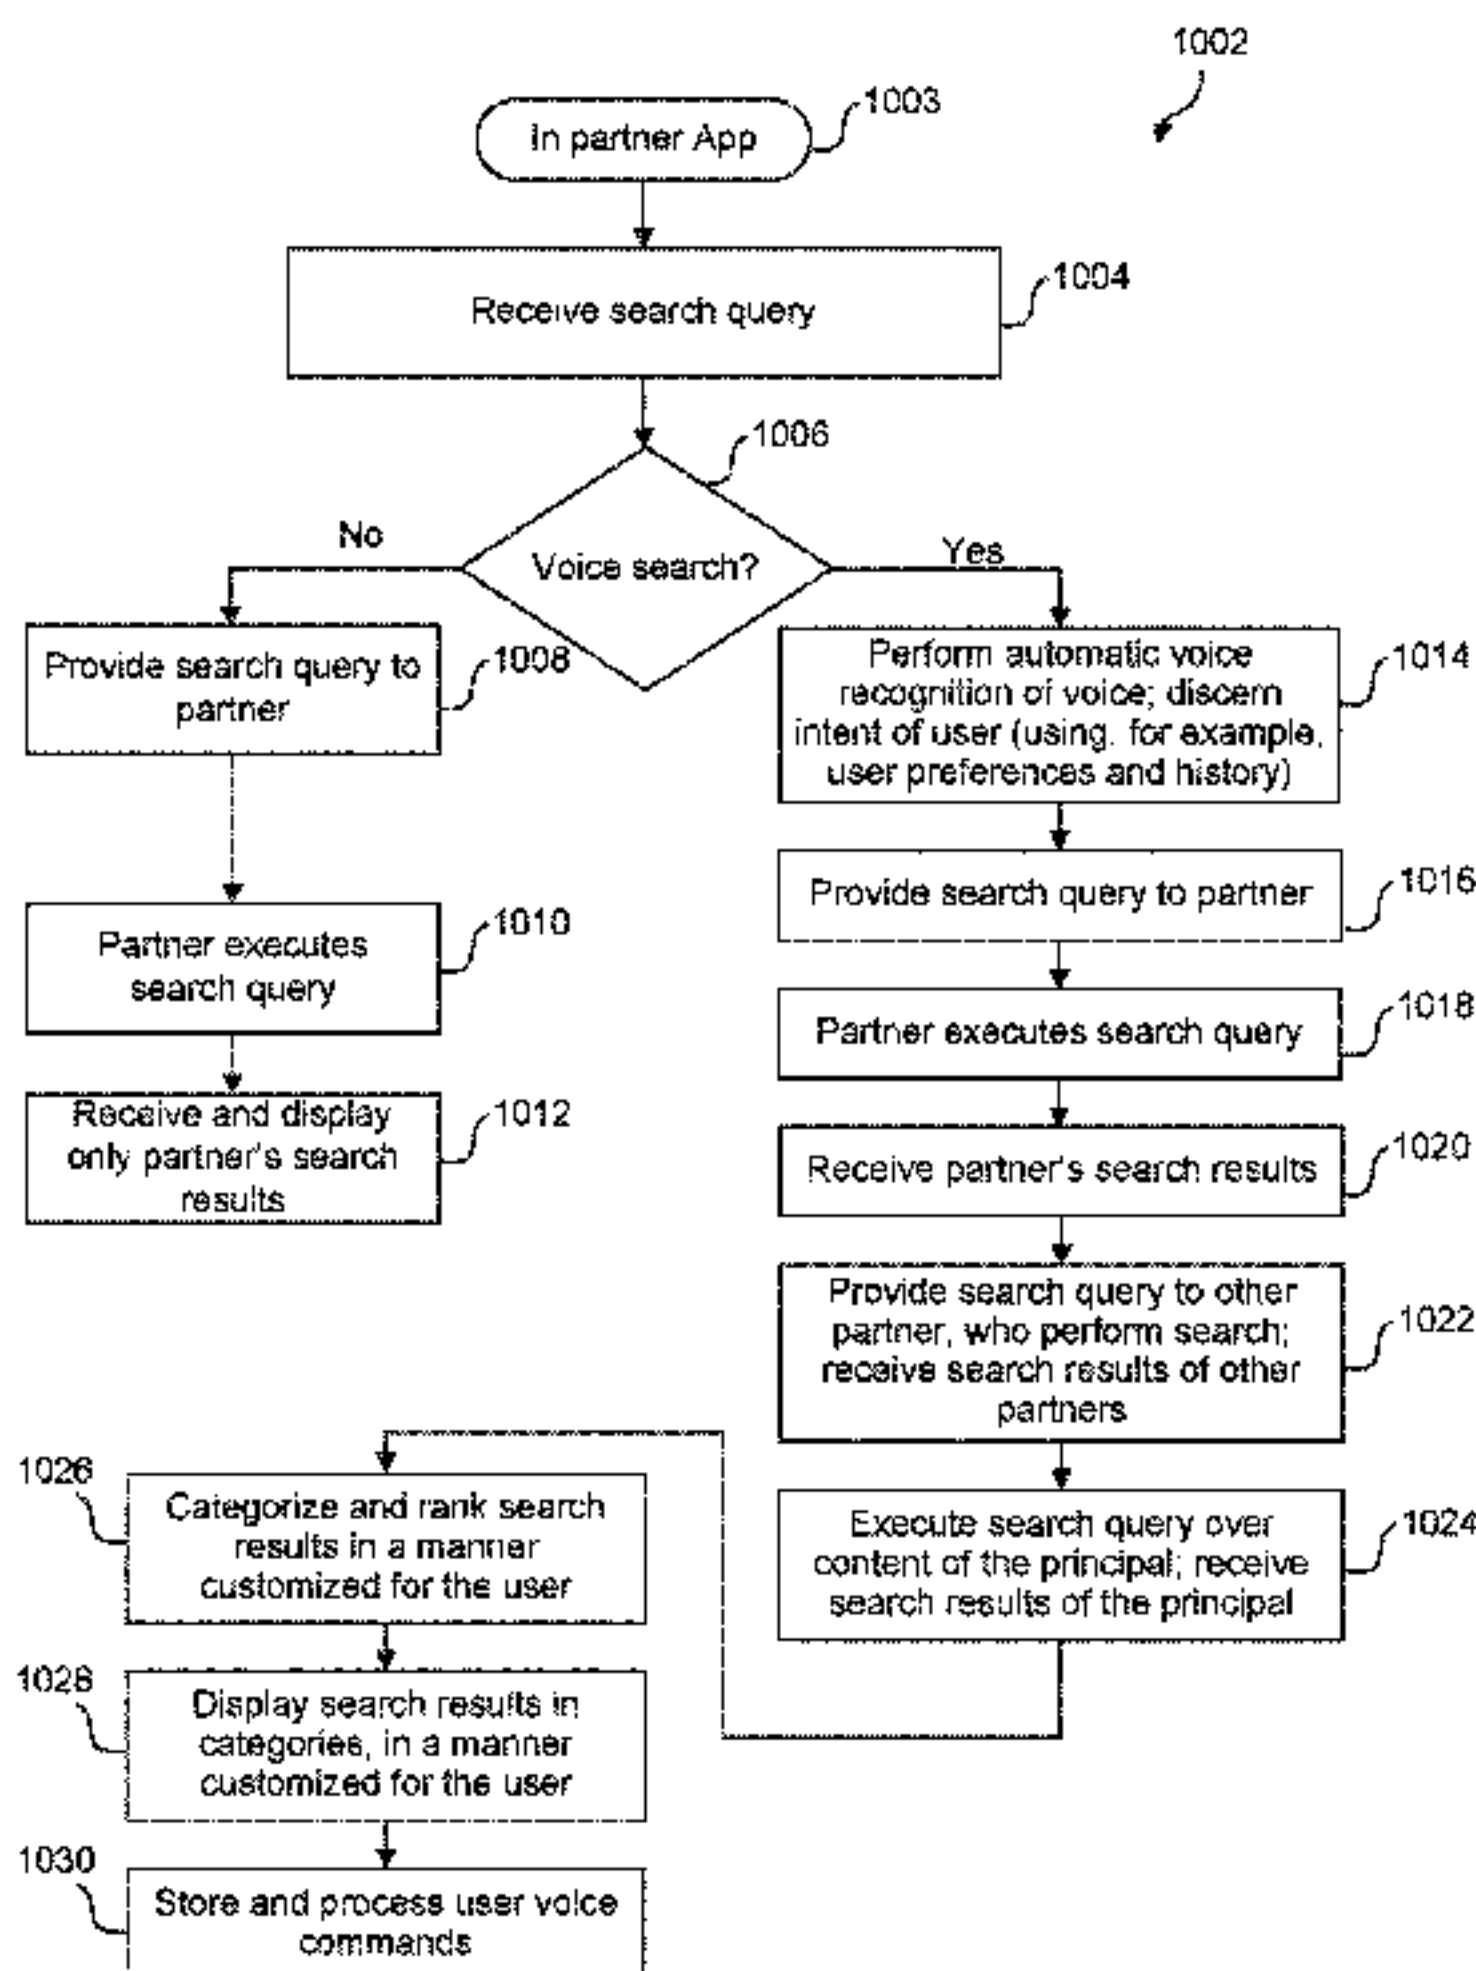 1002
In partner App
1003
Receive search query
1004
1006
Voice search?
No
Yes
Provide search query to
partner
1008
Partner executes
search query
1010
Receive and display
only partner's search
results
1012
Perform automatic voice
recognition of voice; discern
intent of user (using, for example,
user preferences and history)
1014
Provide search query to partner
1016
Partner executes search query
1018
Receive partner's search results
1020
Provide search query to other
partner, who perform search;
receive search results of other
partners
1022
Execute search query over
content of the principal; receive
search results of the principal
1024
1026
Categorize and rank search
results in a manner
customized for the user
1028
Display search results in
categories, in a manner
customized for the user
1030
Store and process user voice
commands